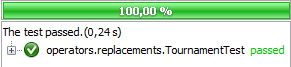 100,00 %
The test passed.(0,24 s)
operators.replacements.TournamentTest passed